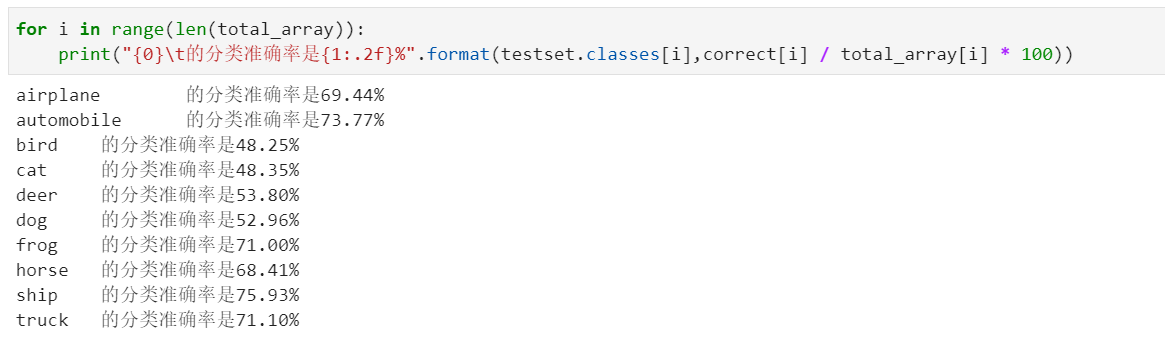 for i in range(len(total_array)):
    print("{0}\t的分类准确率是{1:.2f}%".format(testset.classes[i],correct[i] / total_array[i] * 100))
airplane        的分类准确率是69.44%
automobile      的分类准确率是73.77%
bird    的分类准确率是48.25%
cat     的分类准确率是48.35%
deer    的分类准确率是53.80%
dog     的分类准确率是52.96%
frog    的分类准确率是71.00%
horse   的分类准确率是68.41%
ship    的分类准确率是75.93%
truck   的分类准确率是71.10%